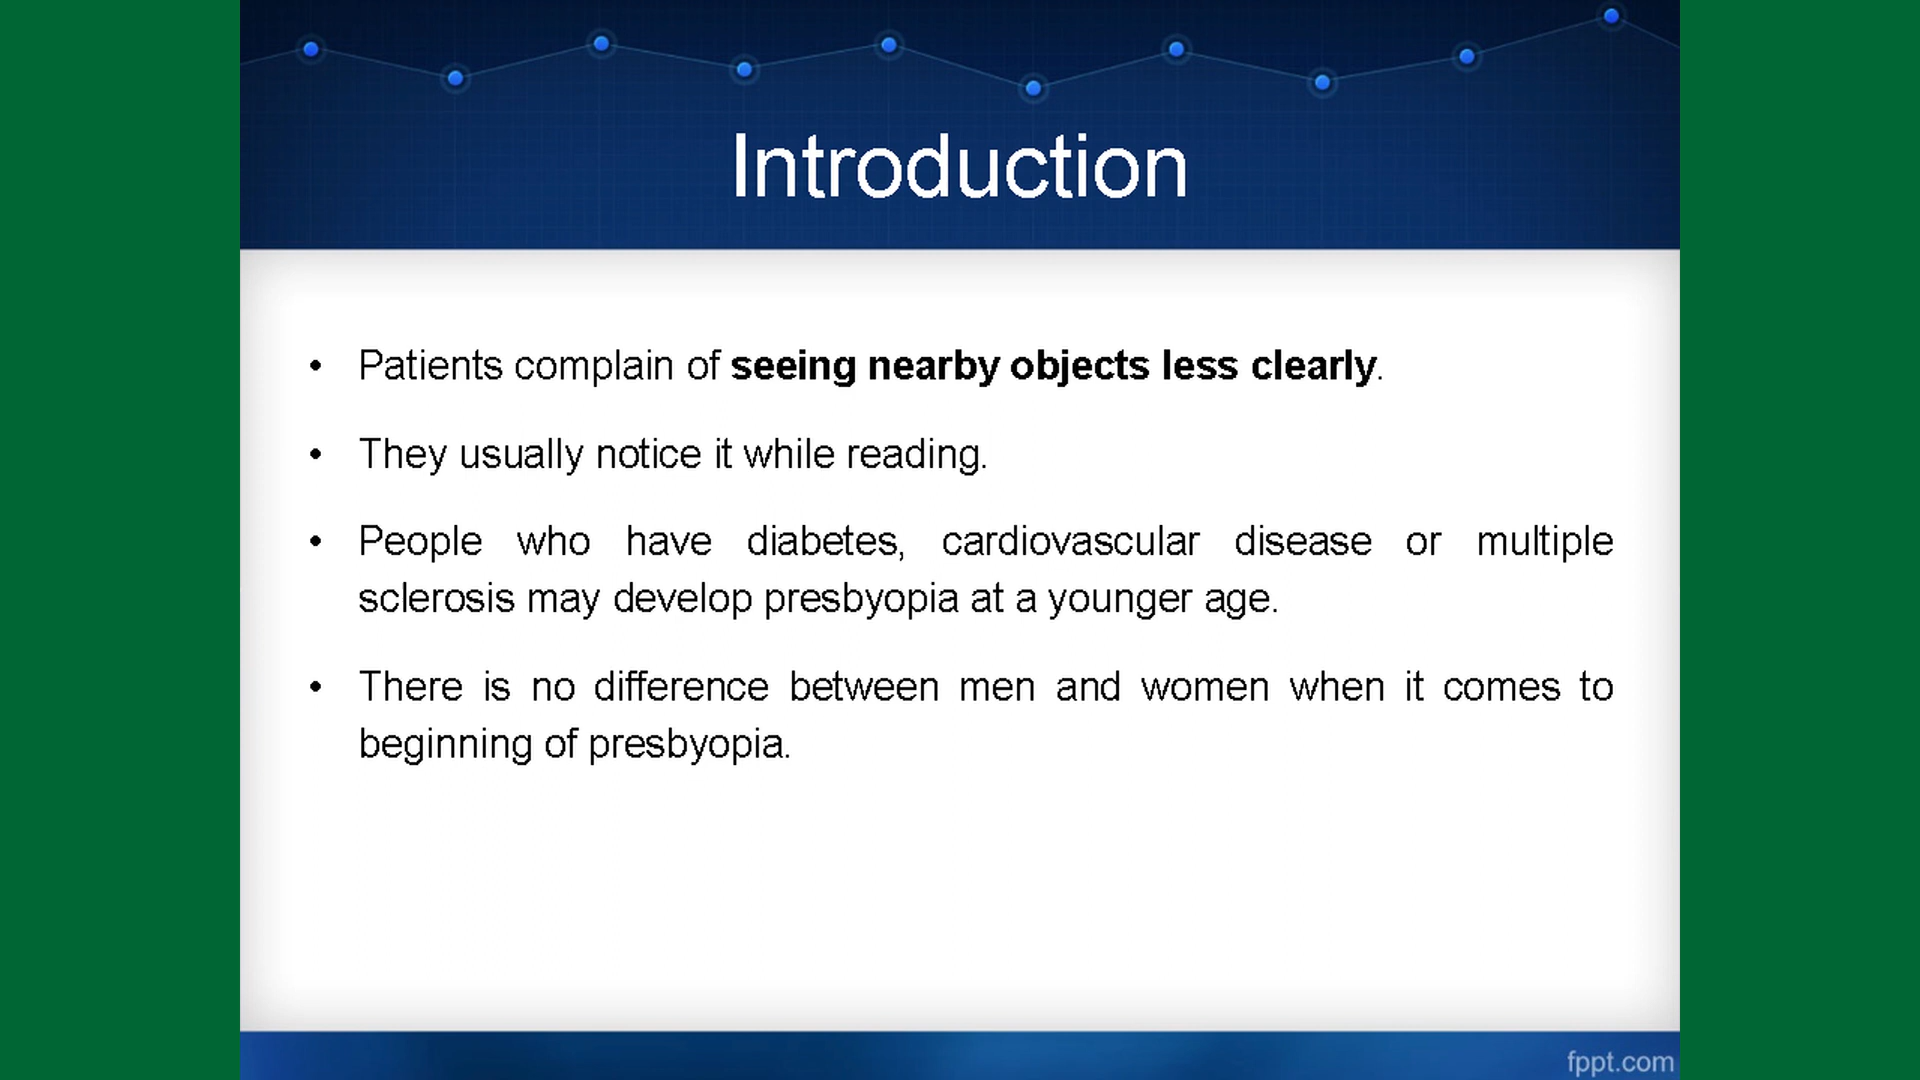 Introduction
• Patients complain of seeing nearby objects less clearly.
• They usually notice it while reading.
• People who have diabetes, cardiovascular disease or multiple
sclerosis may develop presbyopia at a younger age.
• There is no difference between men and women when it comes to
beginning of presbyopia.
fppt.com